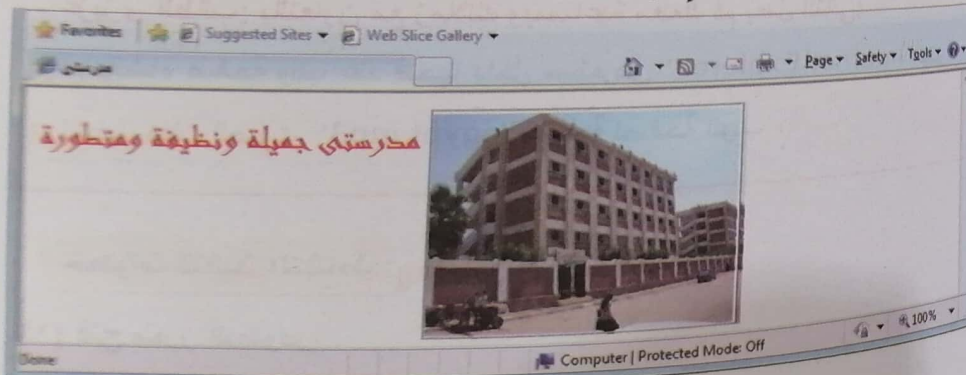 Favorites Suggested Sites ▾ Web Slice Gallery ▾
مدرستى
Page ▾ Safety ▾ Tools ▾
مدرستى جميلة ونظيفة ومتطورة
Done
Computer | Protected Mode: Off
100% ▾